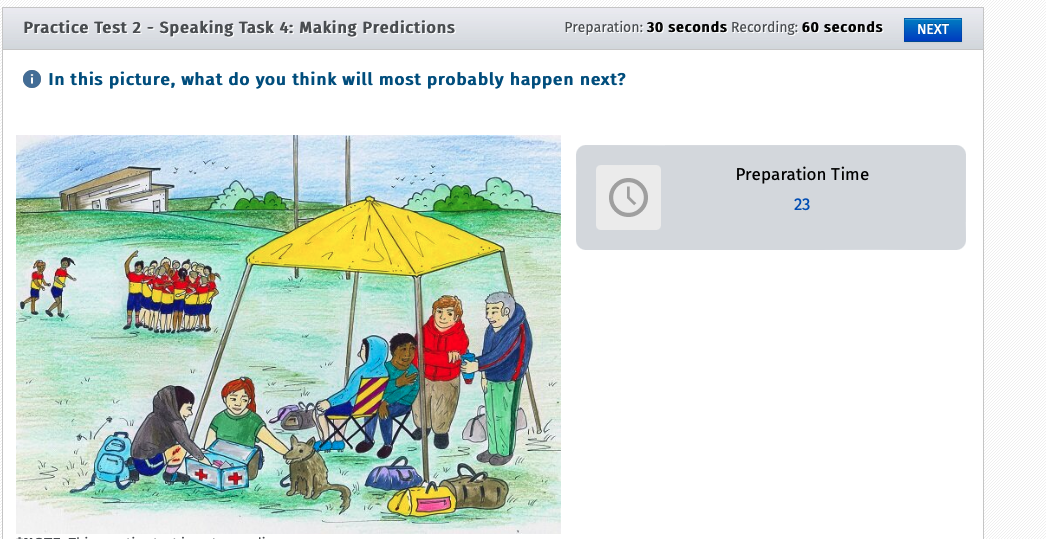 Practice Test 2 - Speaking Task 4: Making Predictions
Preparation: 30 seconds Recording: 60 seconds
NEXT
In this picture, what do you think will most probably happen next?
Preparation Time
23